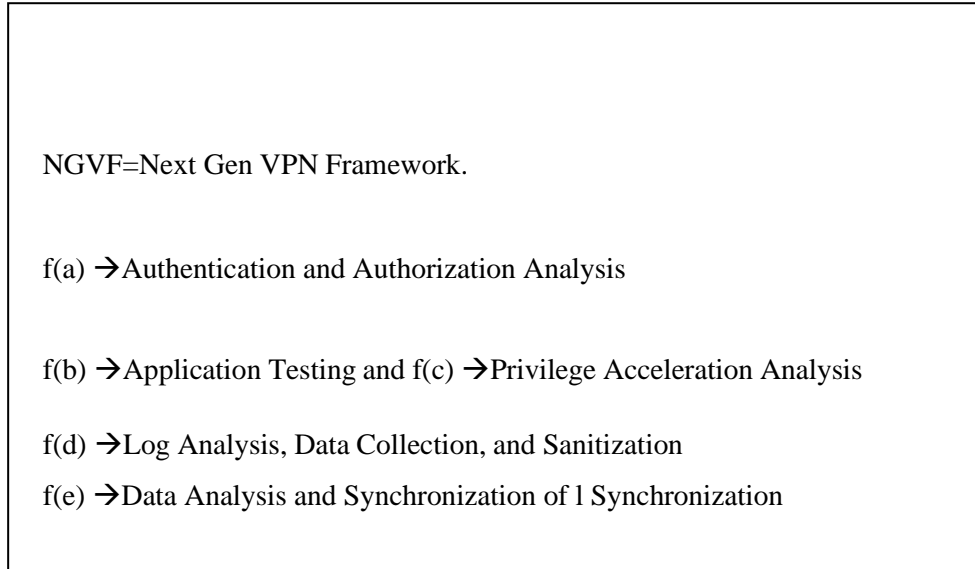 NGVF=Next Gen VPN Framework.
f(a) →Authentication and Authorization Analysis
f(b) →Application Testing and f(c) →Privilege Acceleration Analysis
f(d) →Log Analysis, Data Collection, and Sanitization
f(e) →Data Analysis and Synchronization of l Synchronization